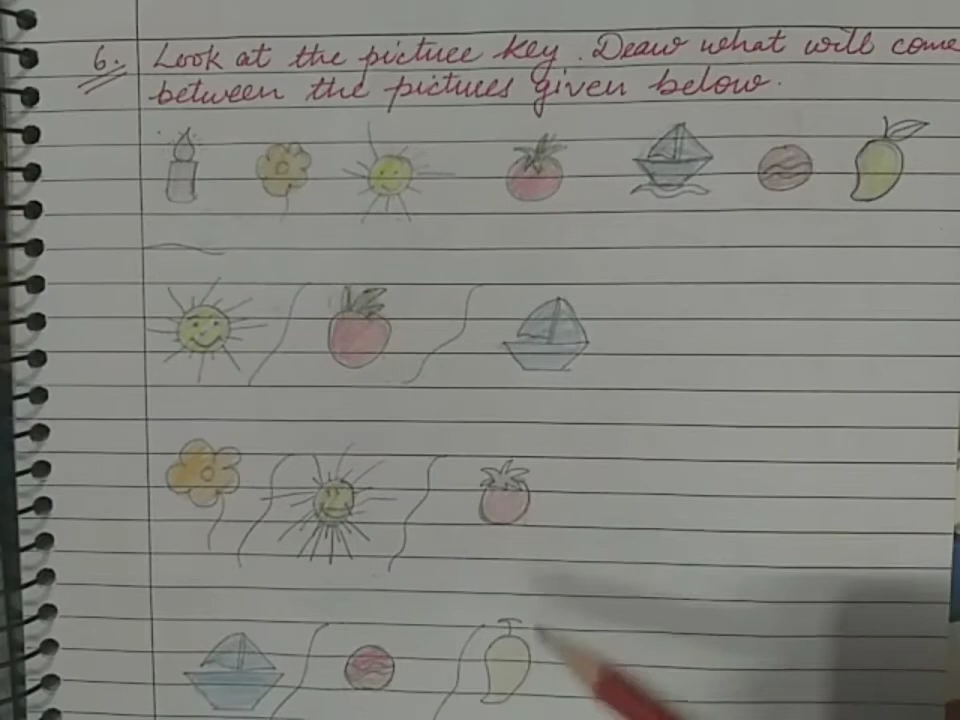 6. Look at the picture key. Draw what will come
between the pictures given below.